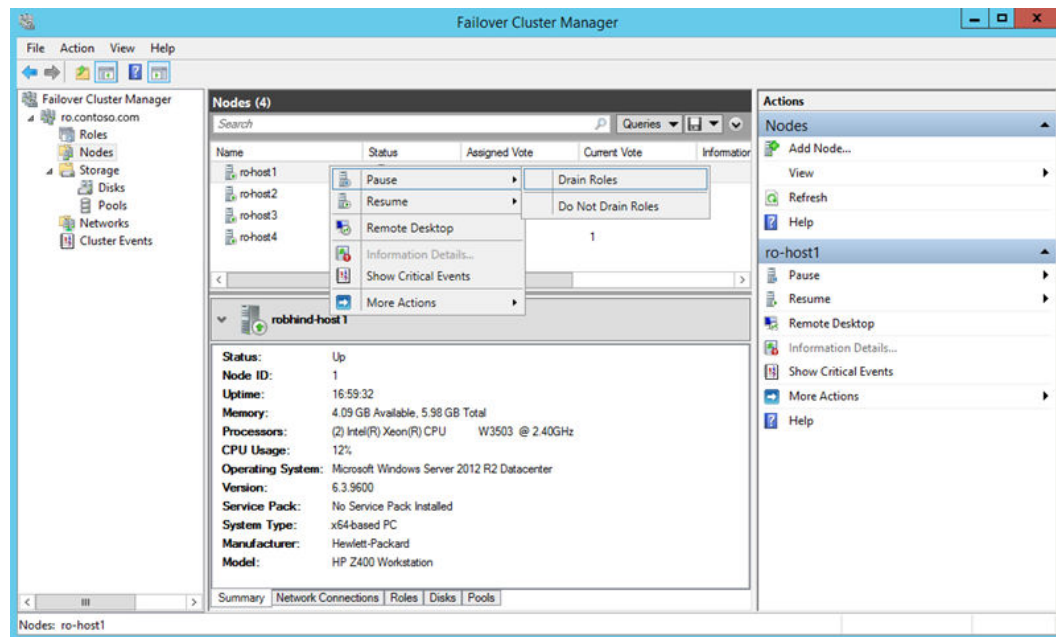 Failover Cluster Manager
File Action View Help
Failover Cluster Manager
ro.contoso.com
Roles
Nodes
Storage
Disks
Pools
Networks
Cluster Events
Nodes (4)
Search
Queries
Name Status Assigned Vote Current Vote Information
ro-host1
ro-host2
ro-host3
ro-host4 1
Pause
Resume
Remote Desktop
Information Details...
Show Critical Events
More Actions
Drain Roles
Do Not Drain Roles
robhind-host1
Status: Up
Node ID: 1
Uptime: 16:59:32
Memory: 4.09 GB Available, 5.98 GB Total
Processors: (2) Intel(R) Xeon(R) CPU W3503 @ 2.40GHz
CPU Usage: 12%
Operating System: Microsoft Windows Server 2012 R2 Datacenter
Version: 6.3.9600
Service Pack: No Service Pack Installed
System Type: x64-based PC
Manufacturer: Hewlett-Packard
Model: HP Z400 Workstation
Summary Network Connections Roles Disks Pools
Actions
Nodes
Add Node...
View
Refresh
Help
ro-host1
Pause
Resume
Remote Desktop
Information Details...
Show Critical Events
More Actions
Help
Nodes: ro-host1